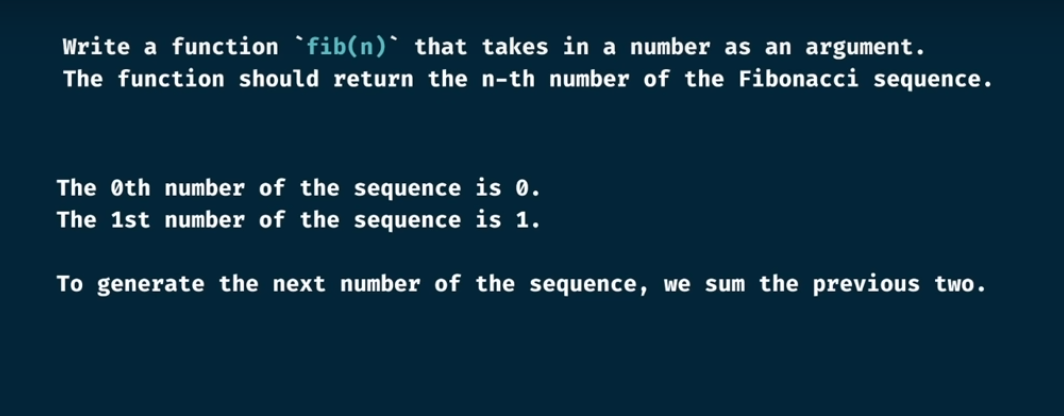 Write a function `fib(n)` that takes in a number as an argument.
The function should return the n-th number of the Fibonacci sequence.
The 0th number of the sequence is 0.
The 1st number of the sequence is 1.
To generate the next number of the sequence, we sum the previous two.